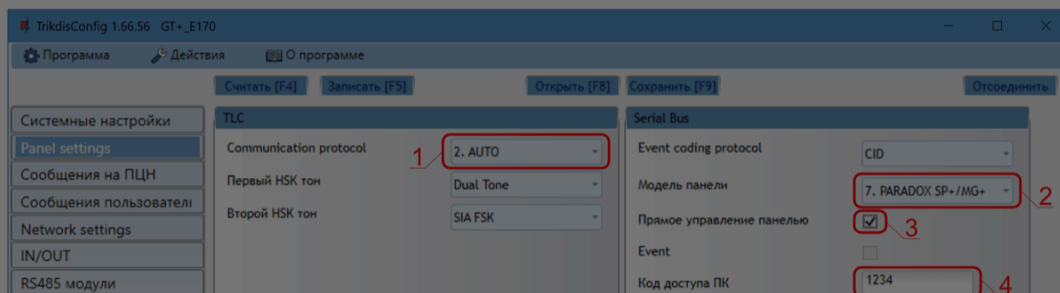 TrikdisConfig 1.66.56 GT+_E170
Программа Действия О программе
Считать [F4] Записать [F5] Открыть [F8] Сохранить [F9] Отсоединить
Системные настройки
Panel settings
Сообщения на ПЦН
Сообщения пользователю
Network settings
IN/OUT
RS485 модули
TLC
Communication protocol 1 2. AUTO
Первый HSK тон Dual Tone
Второй HSK тон SIA FSK
Serial Bus
Event coding protocol CID
Модель панели 7. PARADOX SP+/MG+ 2
Прямое управление панелью 3
Event
Код доступа ПК 1234 4